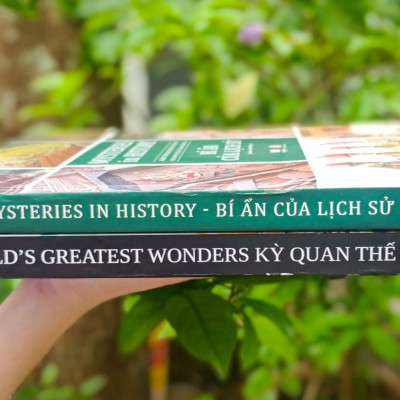 YSTERIES IN HISTORY - BÍ ẨN CỦA LỊCH SỬ
LD'S GREATEST WONDERS KỲ QUAN THẾ